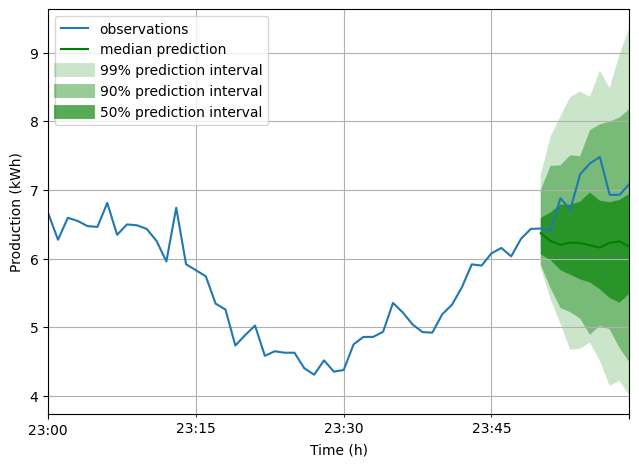 observations
median prediction
99% prediction interval
90% prediction interval
50% prediction interval
9
8
7
6
5
4
Production (kWh)
23:00
23:15
23:30
23:45
Time (h)